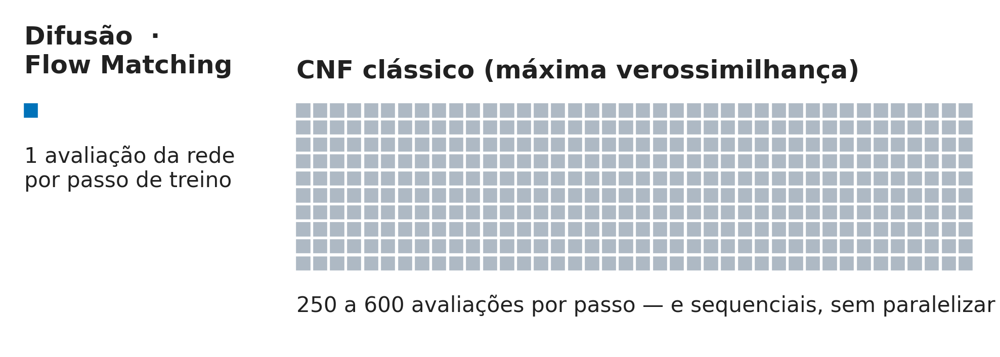 Difusão ·
Flow Matching
1 avaliação da rede
por passo de treino
CNF clássico (máxima verossimilhança)
250 a 600 avaliações por passo — e sequenciais, sem paralelizar